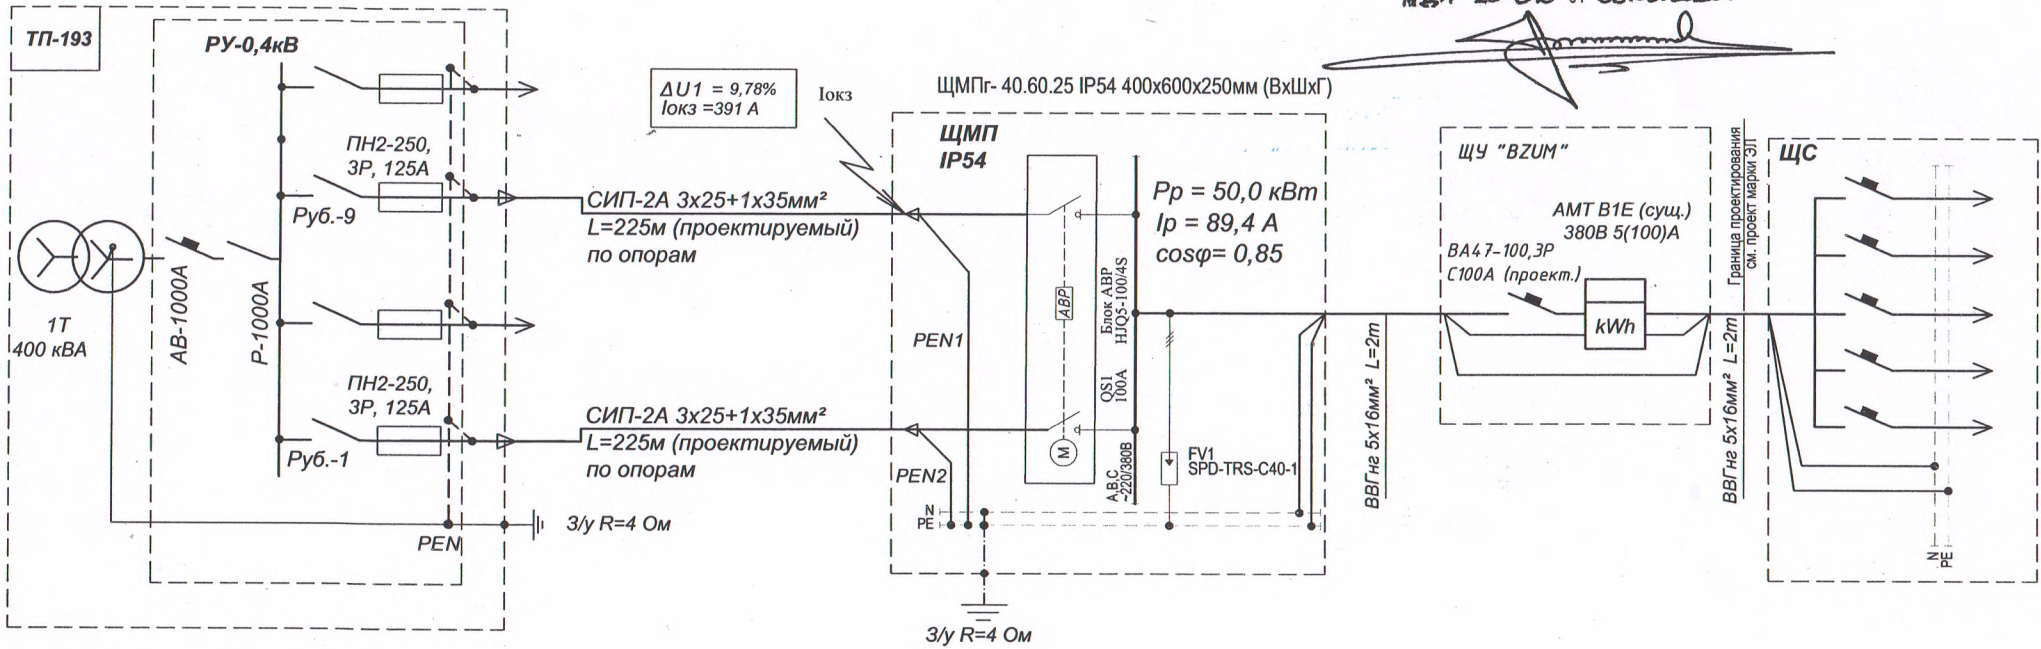 ТП-193
РУ-0,4кВ
ПН2-250,
3Р, 125А
Руб.-9
АВ-1000А
Р-1000А
1Т
400 кВА
ПН2-250,
3Р, 125А
Руб.-1
PEN
З/у R=4 Ом
СИП-2А 3х25+1х35мм²
L=225м (проектируемый)
по опорам
СИП-2А 3х25+1х35мм²
L=225м (проектируемый)
по опорам
ΔU1 = 9,78%
Iокз =391 А
Iокз
ЩМПг- 40.60.25 IP54 400х600х250мм (ВхШхГ)
ЩМП
IP54
АВР
М
Блок АВР
HJQ5-100/4S
QS1
100А
А,В,С
~220/380В
Рр = 50,0 кВт
Iр = 89,4 А
cosφ= 0,85
PEN1
PEN2
N
PE
FV1
SPD-TRS-C40-1
З/у R=4 Ом
ВВГнг 5х16мм² L=2m
ЩУ "BZUM"
АМТ В1Е (сущ.)
380В 5(100)А
ВА47-100,3Р
С100А (проект.)
kWh
Граница проектирования
см. проект марки ЭЛ
ВВГнг 5х16мм² L=2m
ЩС
N
PE